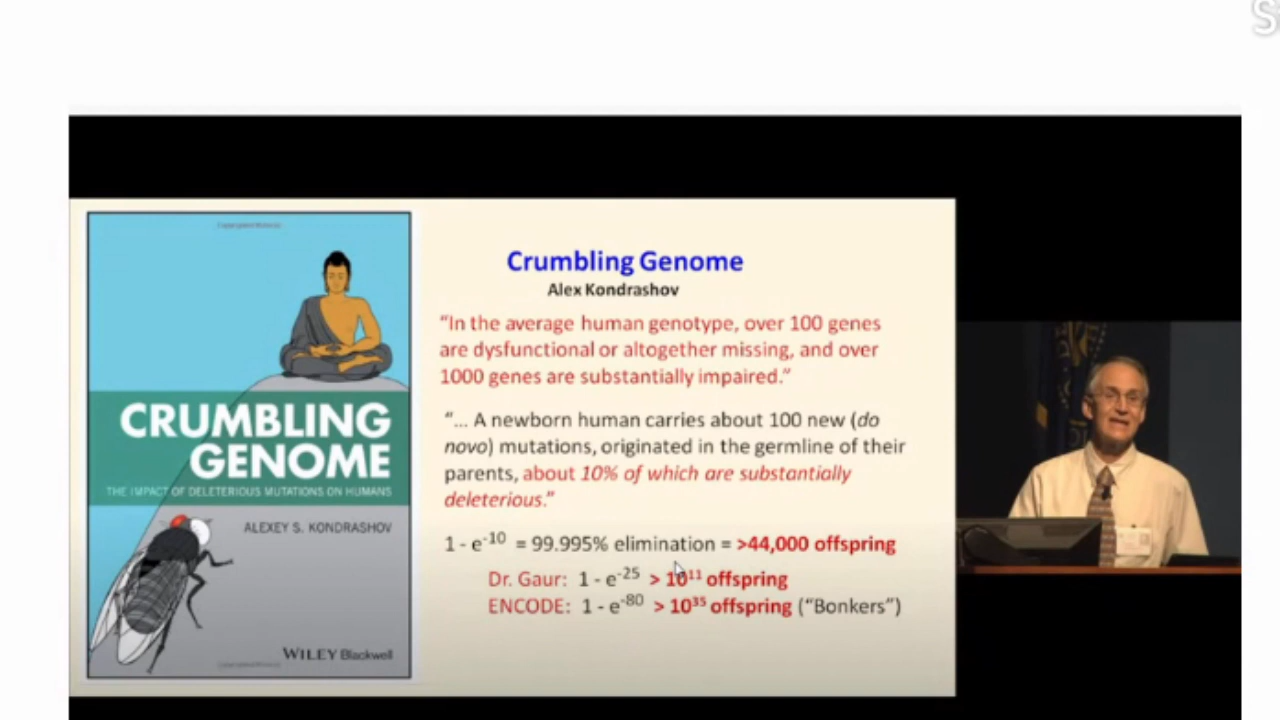 S
Crumbling Genome
Alex Kondrashov
“In the average human genotype, over 100 genes
are dysfunctional or altogether missing, and over
1000 genes are substantially impaired.”
“... A newborn human carries about 100 new (do
novo) mutations, originated in the germline of their
parents, about 10% of which are substantially
deleterious.”
1 - e-10 = 99.995% elimination = >44,000 offspring
Dr. Gaur: 1 - e-25 > 1011 offspring
ENCODE: 1 - e-80 > 1035 offspring (“Bonkers”)
CRUMBLING
GENOME
THE IMPACT OF DELETERIOUS MUTATIONS ON HUMANS
ALEXEY S. KONDRASHOV
WILEY Blackwell